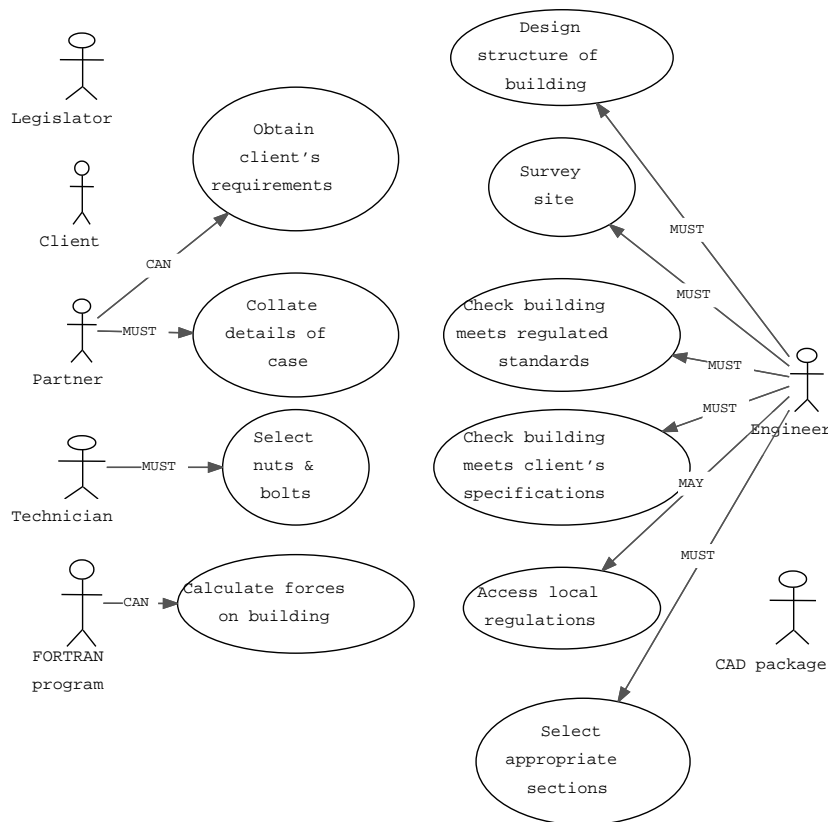 Legislator
Obtain
client's
requirements
Client
CAN
Collate
details of
case
MUST
Partner
Select
nuts &
bolts
MUST
Technician
Calculate forces
on building
CAN
FORTRAN
program
Design
structure of
building
MUST
Survey
site
MUST
Check building
meets regulated
standards
MUST
Engineer
Check building
meets client's
specifications
MUST
MAY
Access local
regulations
MUST
CAD package
Select
appropriate
sections